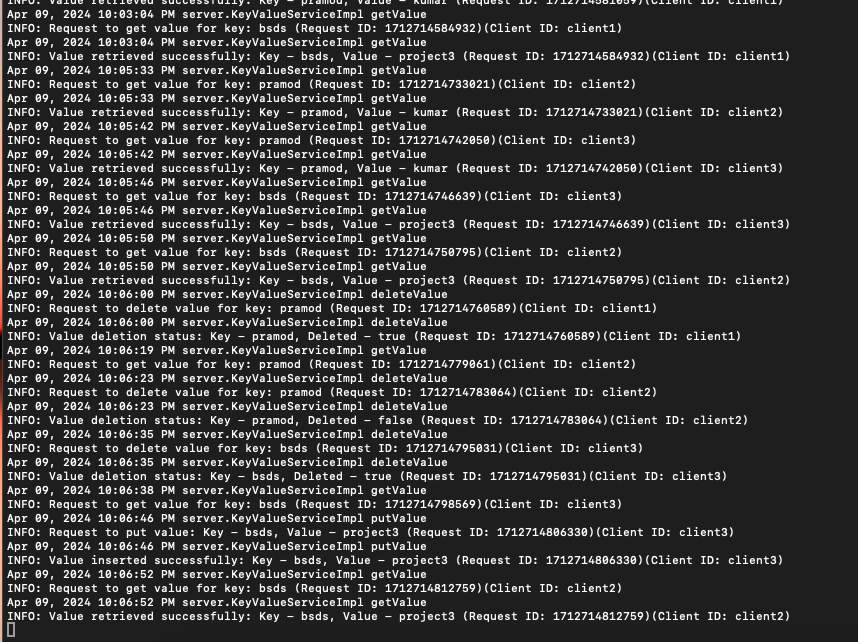 INFO: Value retrieved successfully: Key – pramod, Value – kumar (Request ID: 1712714581059)(Client ID: client1)
Apr 09, 2024 10:03:04 PM server.KeyValueServiceImpl getValue
INFO: Request to get value for key: bsds (Request ID: 1712714584932)(Client ID: client1)
Apr 09, 2024 10:03:04 PM server.KeyValueServiceImpl getValue
INFO: Value retrieved successfully: Key – bsds, Value – project3 (Request ID: 1712714584932)(Client ID: client1)
Apr 09, 2024 10:05:33 PM server.KeyValueServiceImpl getValue
INFO: Request to get value for key: pramod (Request ID: 1712714733021)(Client ID: client2)
Apr 09, 2024 10:05:33 PM server.KeyValueServiceImpl getValue
INFO: Value retrieved successfully: Key – pramod, Value – kumar (Request ID: 1712714733021)(Client ID: client2)
Apr 09, 2024 10:05:42 PM server.KeyValueServiceImpl getValue
INFO: Request to get value for key: pramod (Request ID: 1712714742050)(Client ID: client3)
Apr 09, 2024 10:05:42 PM server.KeyValueServiceImpl getValue
INFO: Value retrieved successfully: Key – pramod, Value – kumar (Request ID: 1712714742050)(Client ID: client3)
Apr 09, 2024 10:05:46 PM server.KeyValueServiceImpl getValue
INFO: Request to get value for key: bsds (Request ID: 1712714746639)(Client ID: client3)
Apr 09, 2024 10:05:46 PM server.KeyValueServiceImpl getValue
INFO: Value retrieved successfully: Key – bsds, Value – project3 (Request ID: 1712714746639)(Client ID: client3)
Apr 09, 2024 10:05:50 PM server.KeyValueServiceImpl getValue
INFO: Request to get value for key: bsds (Request ID: 1712714750795)(Client ID: client2)
Apr 09, 2024 10:05:50 PM server.KeyValueServiceImpl getValue
INFO: Value retrieved successfully: Key – bsds, Value – project3 (Request ID: 1712714750795)(Client ID: client2)
Apr 09, 2024 10:06:00 PM server.KeyValueServiceImpl deleteValue
INFO: Request to delete value for key: pramod (Request ID: 1712714760589)(Client ID: client1)
Apr 09, 2024 10:06:00 PM server.KeyValueServiceImpl deleteValue
INFO: Value deletion status: Key – pramod, Deleted – true (Request ID: 1712714760589)(Client ID: client1)
Apr 09, 2024 10:06:19 PM server.KeyValueServiceImpl getValue
INFO: Request to get value for key: pramod (Request ID: 1712714779061)(Client ID: client2)
Apr 09, 2024 10:06:23 PM server.KeyValueServiceImpl deleteValue
INFO: Request to delete value for key: pramod (Request ID: 1712714783064)(Client ID: client2)
Apr 09, 2024 10:06:23 PM server.KeyValueServiceImpl deleteValue
INFO: Value deletion status: Key – pramod, Deleted – false (Request ID: 1712714783064)(Client ID: client2)
Apr 09, 2024 10:06:35 PM server.KeyValueServiceImpl deleteValue
INFO: Request to delete value for key: bsds (Request ID: 1712714795031)(Client ID: client3)
Apr 09, 2024 10:06:35 PM server.KeyValueServiceImpl deleteValue
INFO: Value deletion status: Key – bsds, Deleted – true (Request ID: 1712714795031)(Client ID: client3)
Apr 09, 2024 10:06:38 PM server.KeyValueServiceImpl getValue
INFO: Request to get value for key: bsds (Request ID: 1712714798569)(Client ID: client3)
Apr 09, 2024 10:06:46 PM server.KeyValueServiceImpl putValue
INFO: Request to put value: Key – bsds, Value – project3 (Request ID: 1712714806330)(Client ID: client3)
Apr 09, 2024 10:06:46 PM server.KeyValueServiceImpl putValue
INFO: Value inserted successfully: Key – bsds, Value – project3 (Request ID: 1712714806330)(Client ID: client3)
Apr 09, 2024 10:06:52 PM server.KeyValueServiceImpl getValue
INFO: Request to get value for key: bsds (Request ID: 1712714812759)(Client ID: client2)
Apr 09, 2024 10:06:52 PM server.KeyValueServiceImpl getValue
INFO: Value retrieved successfully: Key – bsds, Value – project3 (Request ID: 1712714812759)(Client ID: client2)